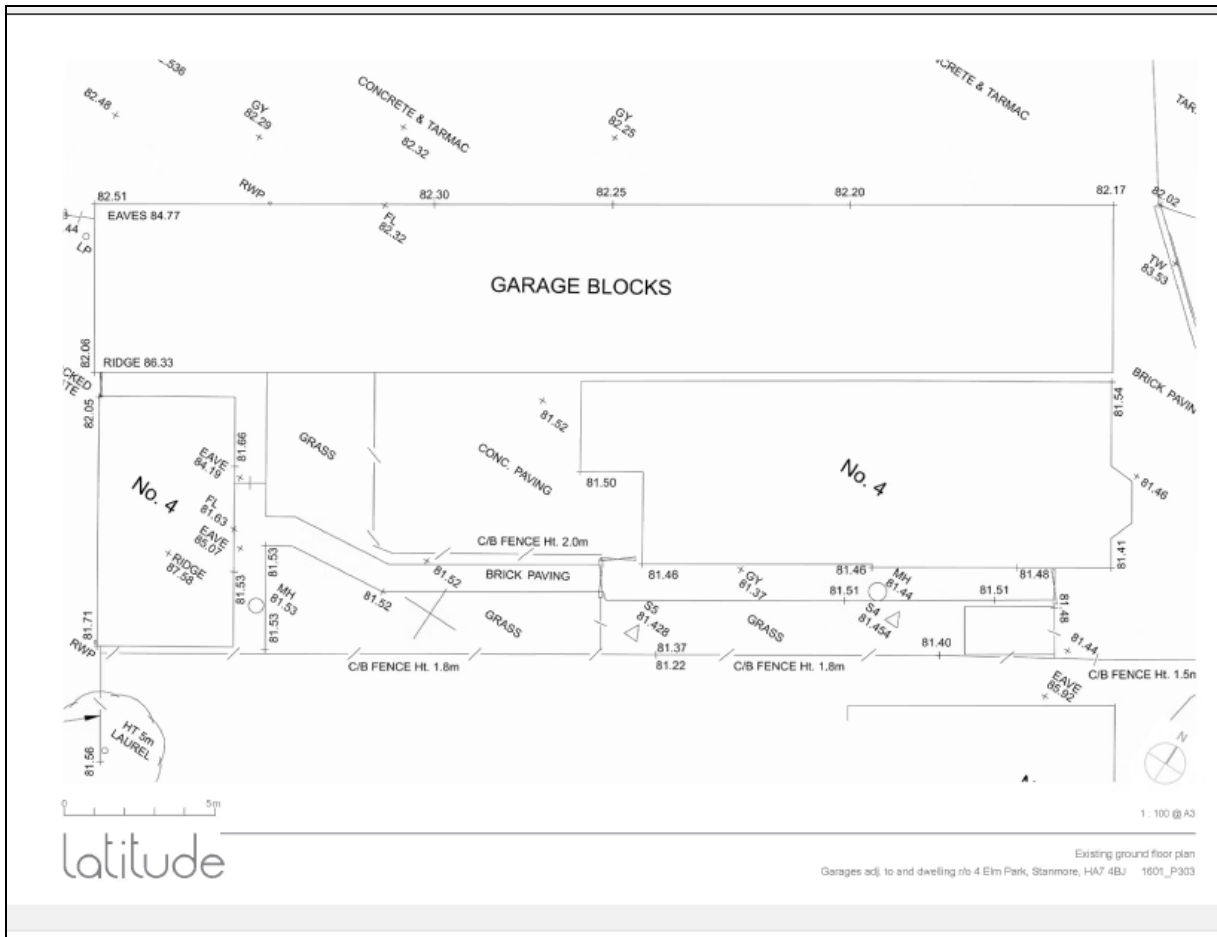 82.48
GY
82.29
CONCRETE & TARMAC
82.32
GY
82.25
82.51
RWP
82.30
82.25
82.20
82.17
82.02
EAVES 84.77
44
LP
FL
82.32
TW
83.53
GARAGE BLOCKS
82.06
RIDGE 86.33
BRICK PAVIN
82.05
81.54
GRASS
81.66
EAVE
84.19
81.52
CONC. PAVING
81.50
No. 4
No. 4
81.46
FL
81.63
EAVE
85.07
RIDGE
87.58
C/B FENCE Ht. 2.0m
81.53
81.53
81.52
BRICK PAVING
81.46
GY
81.37
81.46
MH
81.44
81.48
81.41
MH
81.53
81.53
81.52
GRASS
S5
81.428
GRASS
81.51
S4
81.454
81.51
81.48
81.71
RWP
81.37
81.22
81.40
81.44
C/B FENCE Ht. 1.8m
C/B FENCE Ht. 1.8m
C/B FENCE Ht. 1.5m
EAVE
85.92
HT 5m
LAUREL
81.56
N
0
5m
1 : 100 @ A3
latitude
Existing ground floor plan
Garages adj. to and dwelling r/o 4 Elm Park, Stanmore, HA7 4BJ 1601_P303